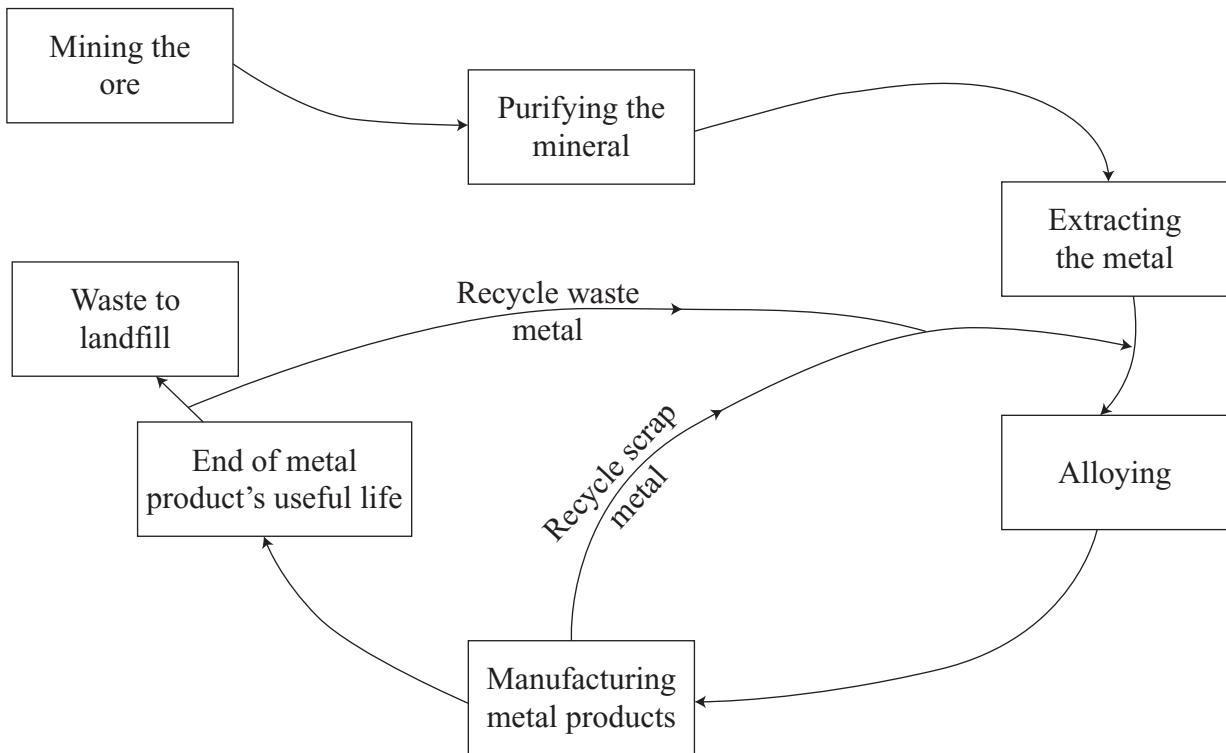 Mining the
ore
Purifying the
mineral
Extracting
the metal
Waste to
landfill
Recycle waste
metal
Recycle scrap
metal
Alloying
End of metal
product’s useful life
Manufacturing
metal products